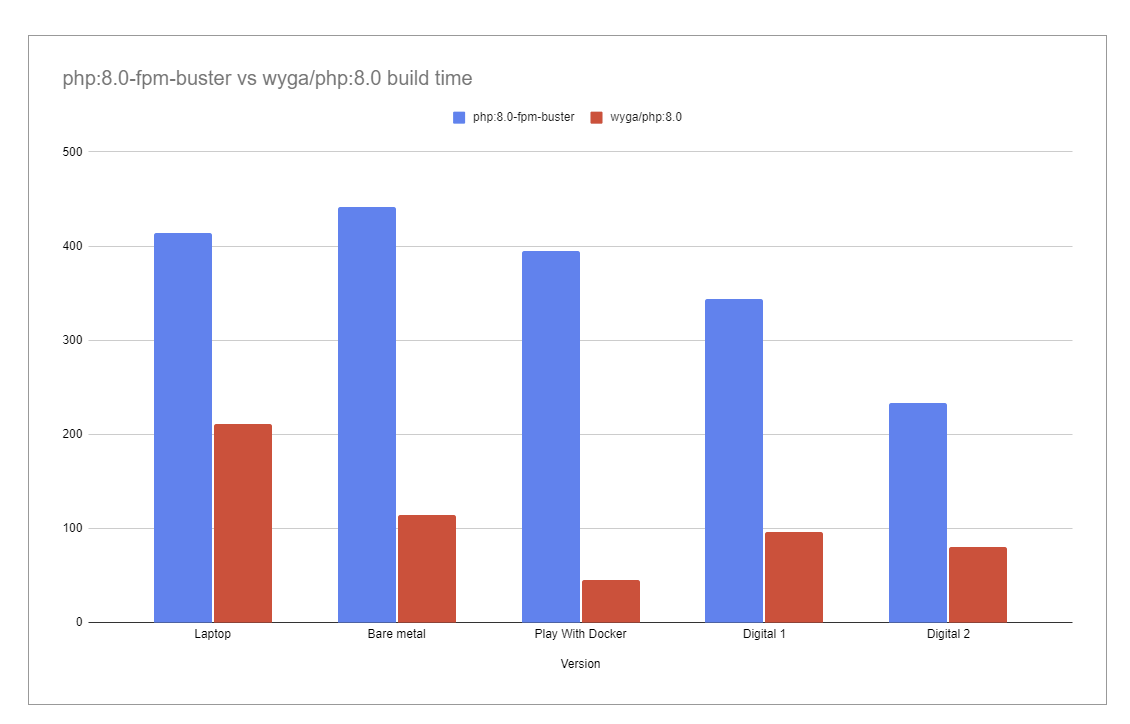 php:8.0-fpm-buster vs wyga/php:8.0 build time
php:8.0-fpm-buster wyga/php:8.0
500
400
300
200
100
0
Laptop Bare metal Play With Docker Digital 1 Digital 2
Version